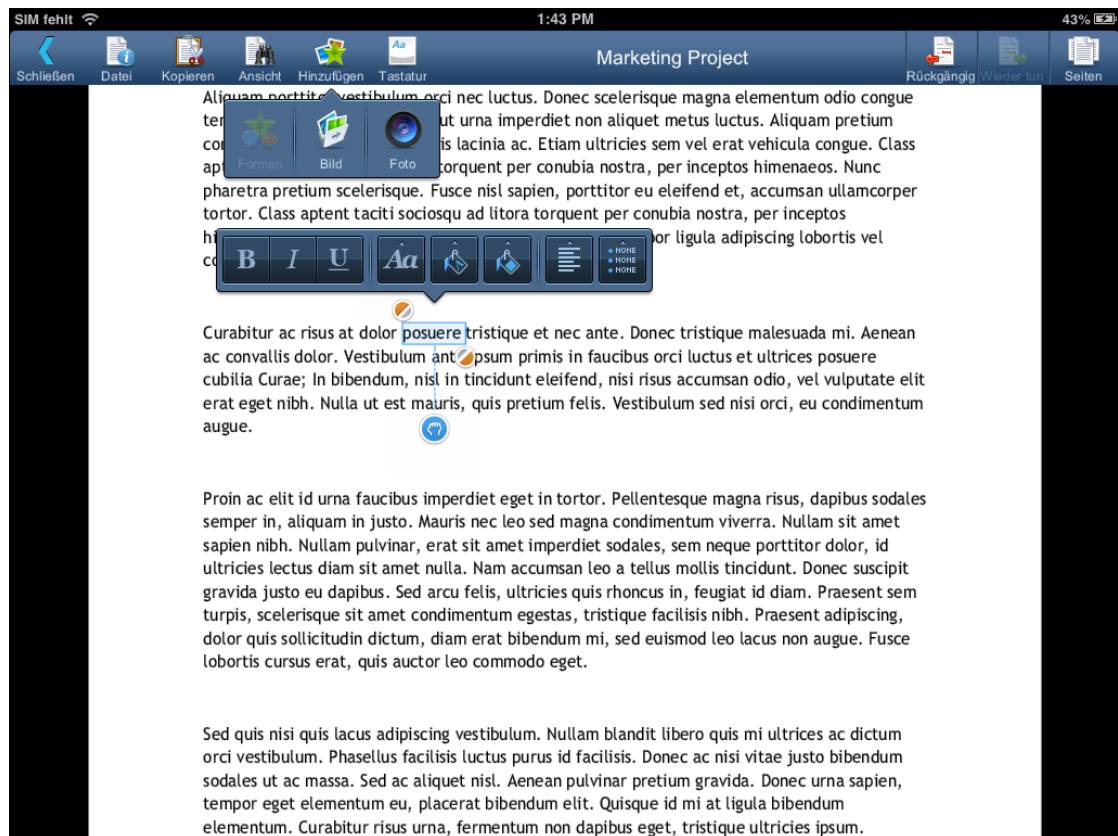 SIM fehlt 1:43 PM 43%
Schließen Datei Kopieren Ansicht Hinzufügen Aa Tastatur Marketing Project Rückgängig Wieder tun Seiten
Aliquam porttitor vestibulum orci nec luctus. Donec scelerisque magna elementum odio congue
ut urna imperdiet non aliquet metus luctus. Aliquam pretium
lacinia ac. Etiam ultricies sem vel erat vehicula congue. Class
torquent per conubia nostra, per inceptos himenaeos. Nunc
Formen Bild Foto
pharetra pretium scelerisque. Fusce nisl sapien, porttitor eu eleifend et, accumsan ullamcorper
tortor. Class aptent taciti sociosqu ad litora torquent per conubia nostra, per inceptos
ligula adipiscing lobortis vel
B I U Aa NONE
NONE
NONE
Curabitur ac risus at dolor posuere tristique et nec ante. Donec tristique malesuada mi. Aenean
ac convallis dolor. Vestibulum ante ipsum primis in faucibus orci luctus et ultrices posuere
cubilia Curae; In bibendum, nisl in tincidunt eleifend, nisi risus accumsan odio, vel vulputate elit
erat eget nibh. Nulla ut est mauris, quis pretium felis. Vestibulum sed nisi orci, eu condimentum
augue.
Proin ac elit id urna faucibus imperdiet eget in tortor. Pellentesque magna risus, dapibus sodales
semper in, aliquam in justo. Mauris nec leo sed magna condimentum viverra. Nullam sit amet
sapien nibh. Nullam pulvinar, erat sit amet imperdiet sodales, sem neque porttitor dolor, id
ultricies lectus diam sit amet nulla. Nam accumsan leo a tellus mollis tincidunt. Donec suscipit
gravida justo eu dapibus. Sed arcu felis, ultricies quis rhoncus in, feugiat id diam. Praesent sem
turpis, scelerisque sit amet condimentum egestas, tristique facilisis nibh. Praesent adipiscing,
dolor quis sollicitudin dictum, diam erat bibendum mi, sed euismod leo lacus non augue. Fusce
lobortis cursus erat, quis auctor leo commodo eget.
Sed quis nisi quis lacus adipiscing vestibulum. Nullam blandit libero quis mi ultrices ac dictum
orci vestibulum. Phasellus facilisis luctus purus id facilisis. Donec ac nisi vitae justo bibendum
sodales ut ac massa. Sed ac aliquet nisl. Aenean pulvinar pretium gravida. Donec urna sapien,
tempor eget elementum eu, placerat bibendum elit. Quisque id mi at ligula bibendum
elementum. Curabitur risus urna, fermentum non dapibus eget, tristique ultricies ipsum.